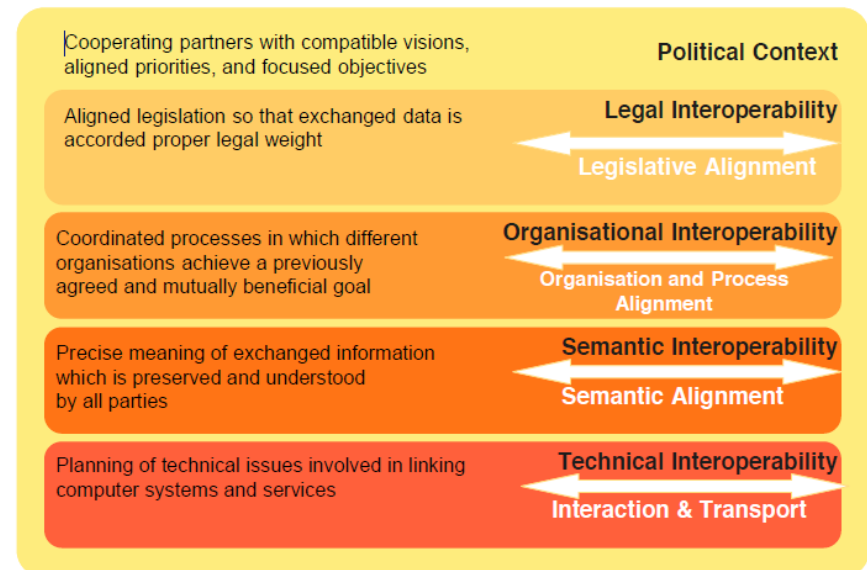 Cooperating partners with compatible visions,
aligned priorities, and focused objectives
Political Context
Aligned legislation so that exchanged data is
accorded proper legal weight
Legal Interoperability
Legislative Alignment
Coordinated processes in which different
organisations achieve a previously
agreed and mutually beneficial goal
Organisational Interoperability
Organisation and Process
Alignment
Precise meaning of exchanged information
which is preserved and understood
by all parties
Semantic Interoperability
Semantic Alignment
Planning of technical issues involved in linking
computer systems and services
Technical Interoperability
Interaction & Transport